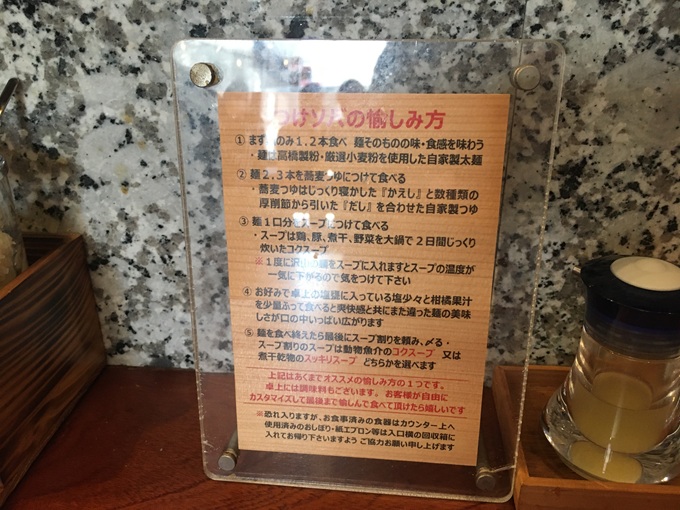 つけソバの愉しみ方
① まず麺のみ1，2本食べ 麺そのものの味・食感を味わう
・麺は高橋製粉・厳選小麦粉を使用した自家製太麺
② 麺2，3本を蕎麦つゆにつけて食べる
・蕎麦つゆはじっくり寝かした『かえし』と数種類の
厚削節から引いた『だし』を合わせた自家製つゆ
③ 麺1口分をスープにつけて食べる
・スープは鶏、豚、煮干、野菜を大鍋で2日間じっくり
炊いたコクスープ
※1度に沢山の麺をスープに入れますとスープの温度が
一気に下がるので気をつけて下さい
④ お好みで卓上の塩甕に入っている塩少々と柑橘果汁
を少量ふって食べると爽快感と共にまた違った麺の美味
しさが口の中いっぱい広がります
⑤ 麺を食べ終えたら最後にスープ割りを頼み、〆る・
スープ割りのスープは動物魚介のコクスープ 又は
煮干乾物のスッキリスープ どちらかを選べます
上記はあくまでオススメの愉しみ方の1つです。
卓上には調味料もございます。お客様が自由に
カスタマイズして最後まで愉しんで食べて頂けたら嬉しいです
※恐れ入りますが、お食事済みの食器はカウンター上へ
使用済みのおしぼり・紙エプロン等は入口横の回収箱に
入れてお帰り下さいますよう ご協力お願い申し上げます